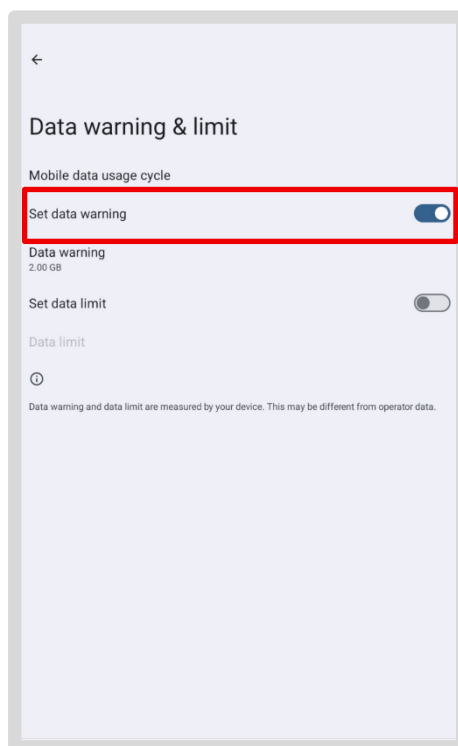 Data warning & limit
Mobile data usage cycle
Set data warning
Data warning
2.00 GB
Set data limit
Data limit
Data warning and data limit are measured by your device. This may be different from operator data.